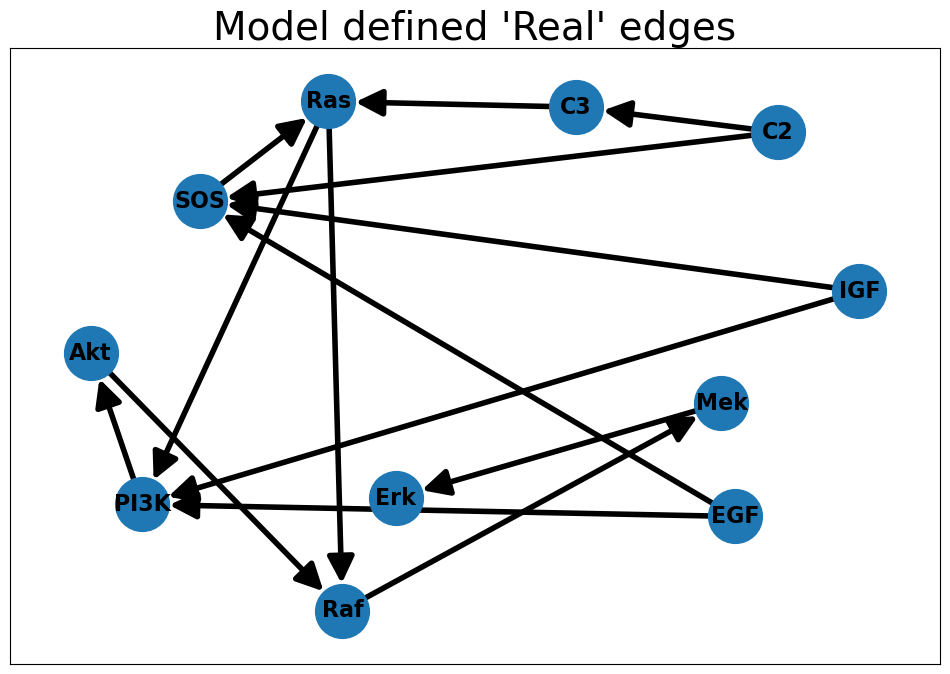 Model defined 'Real' edges
Ras
C3
C2
SOS
IGF
Akt
Mek
Erk
PI3K
EGF
Raf